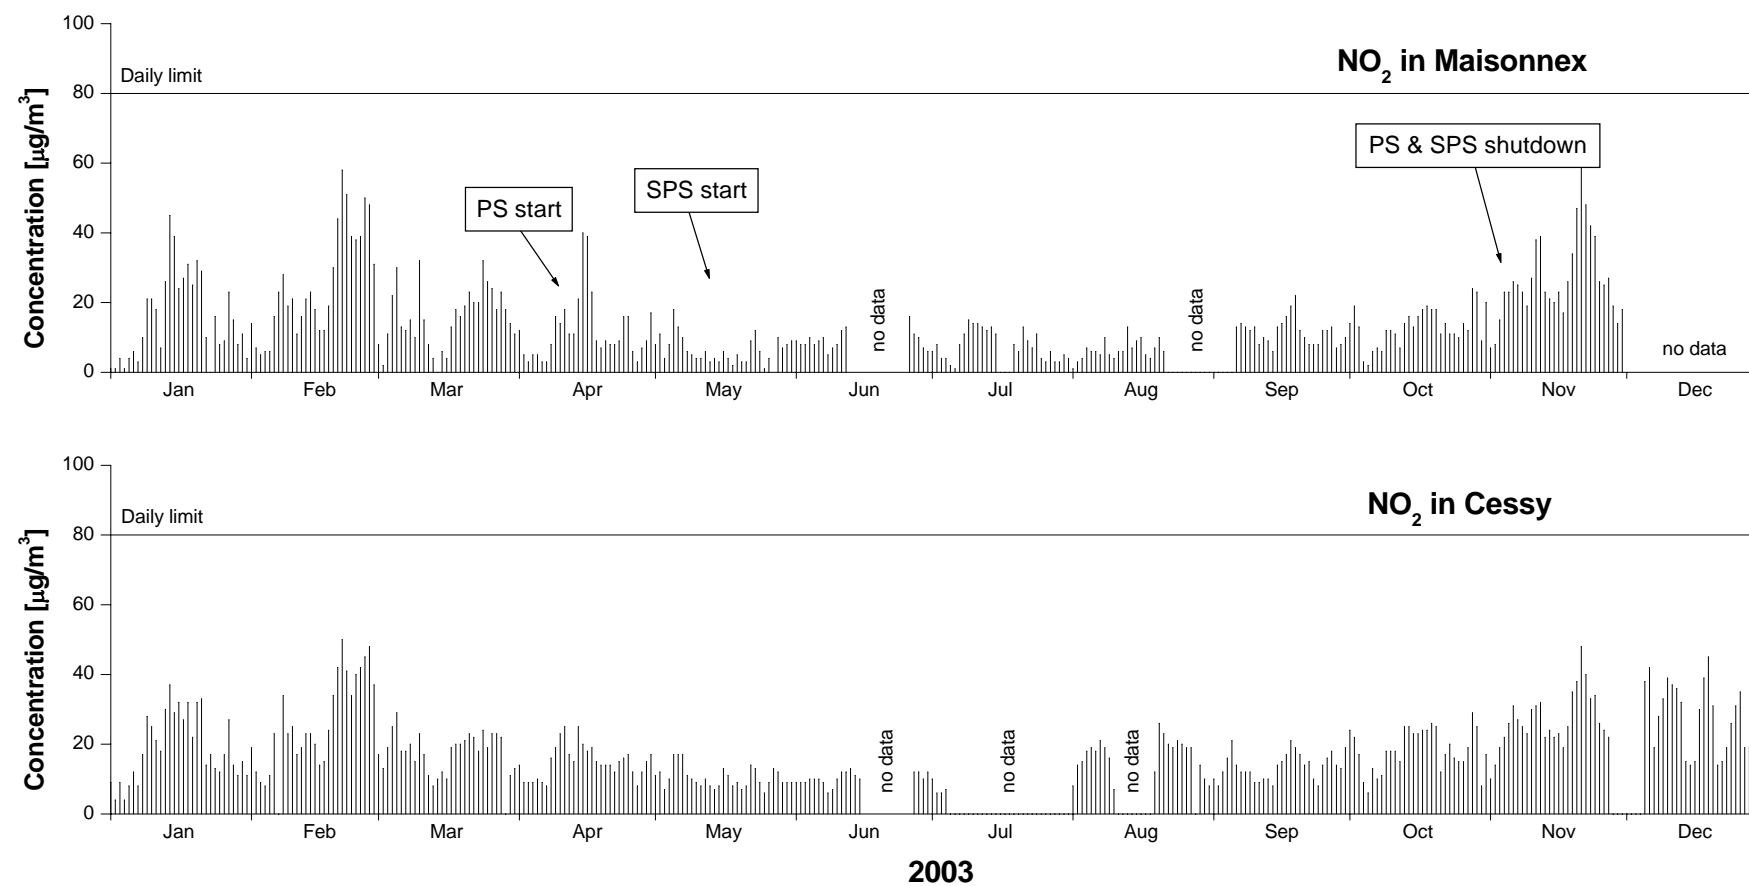 100
NO2 in Maisonnex
Daily limit
80
PS & SPS shutdown
60
SPS start
PS start
40
20
0
Concentration [μg/m3]
no data
no data
no data
Jan Feb Mar Apr May Jun Jul Aug Sep Oct Nov Dec
100
NO2 in Cessy
Daily limit
80
60
40
20
0
Concentration [μg/m3]
no data
no data
no data
Jan Feb Mar Apr May Jun Jul Aug Sep Oct Nov Dec
2003